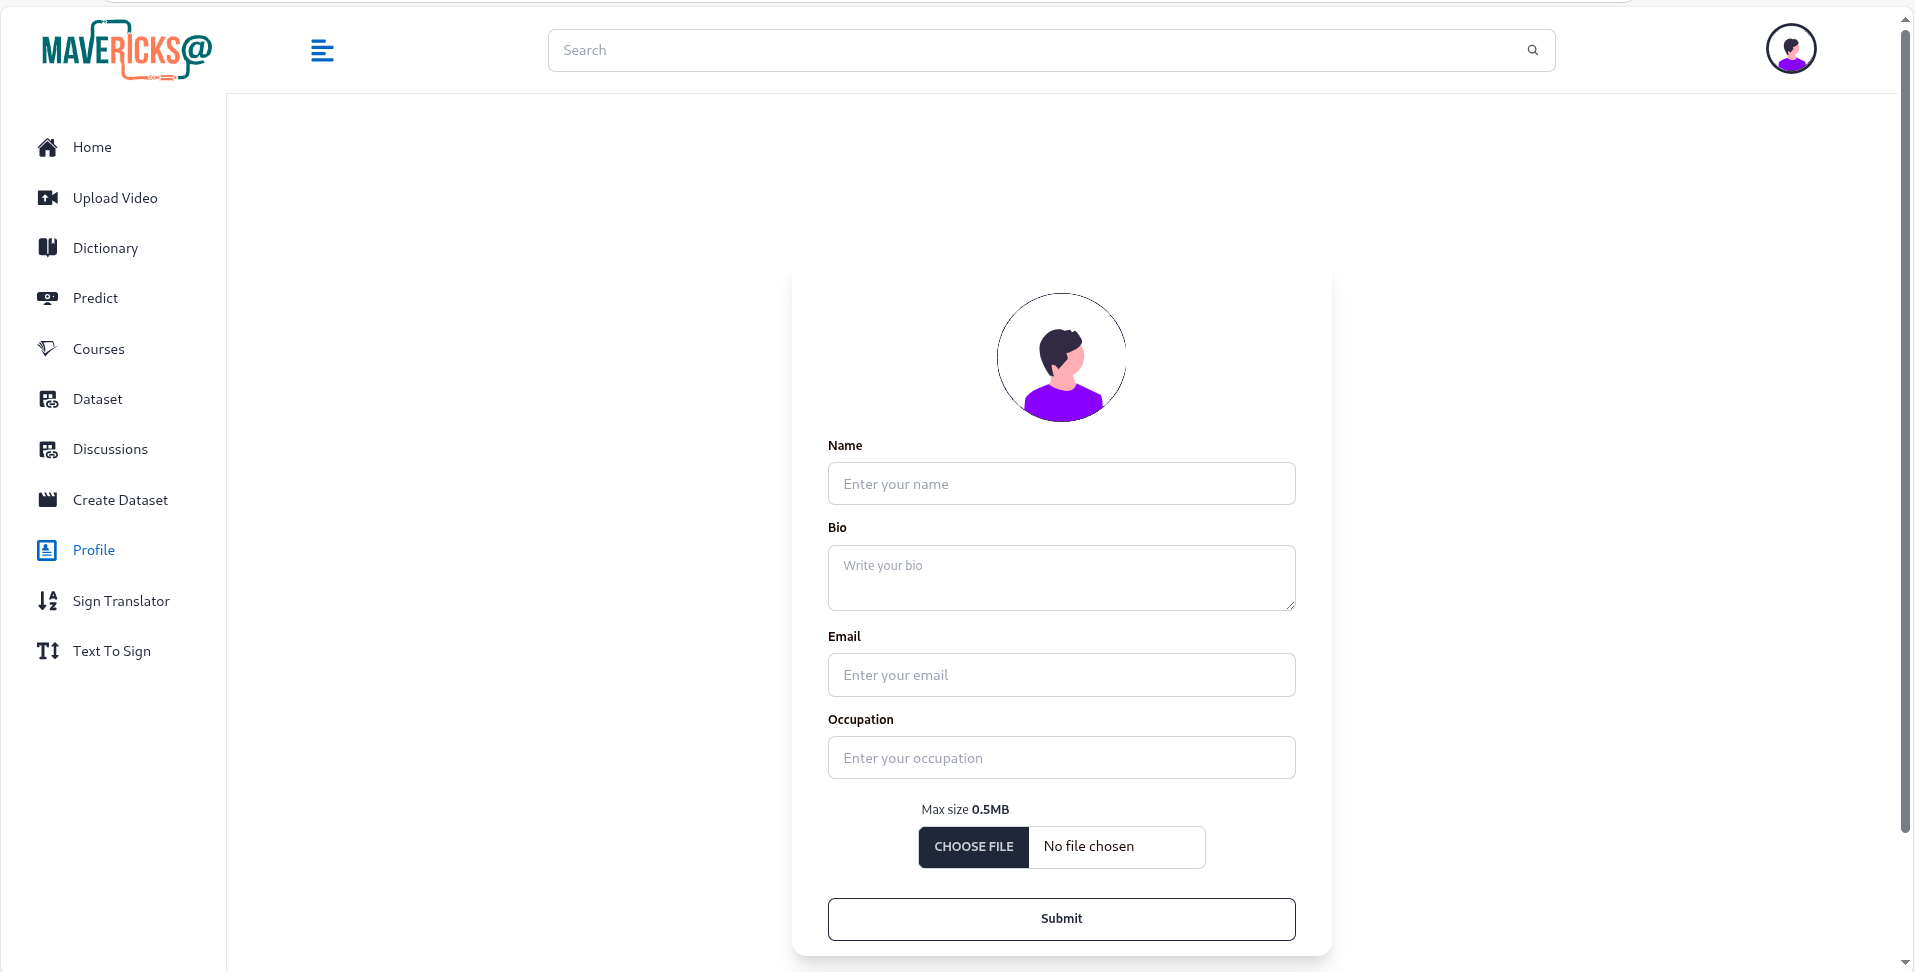 MAVERICKS@
Search
Home
Upload Video
Dictionary
Predict
Courses
Dataset
Discussions
Create Dataset
Profile
Sign Translator
Text To Sign
Name
Enter your name
Bio
Write your bio
Email
Enter your email
Occupation
Enter your occupation
Max size 0.5MB
CHOOSE FILE No file chosen
Submit